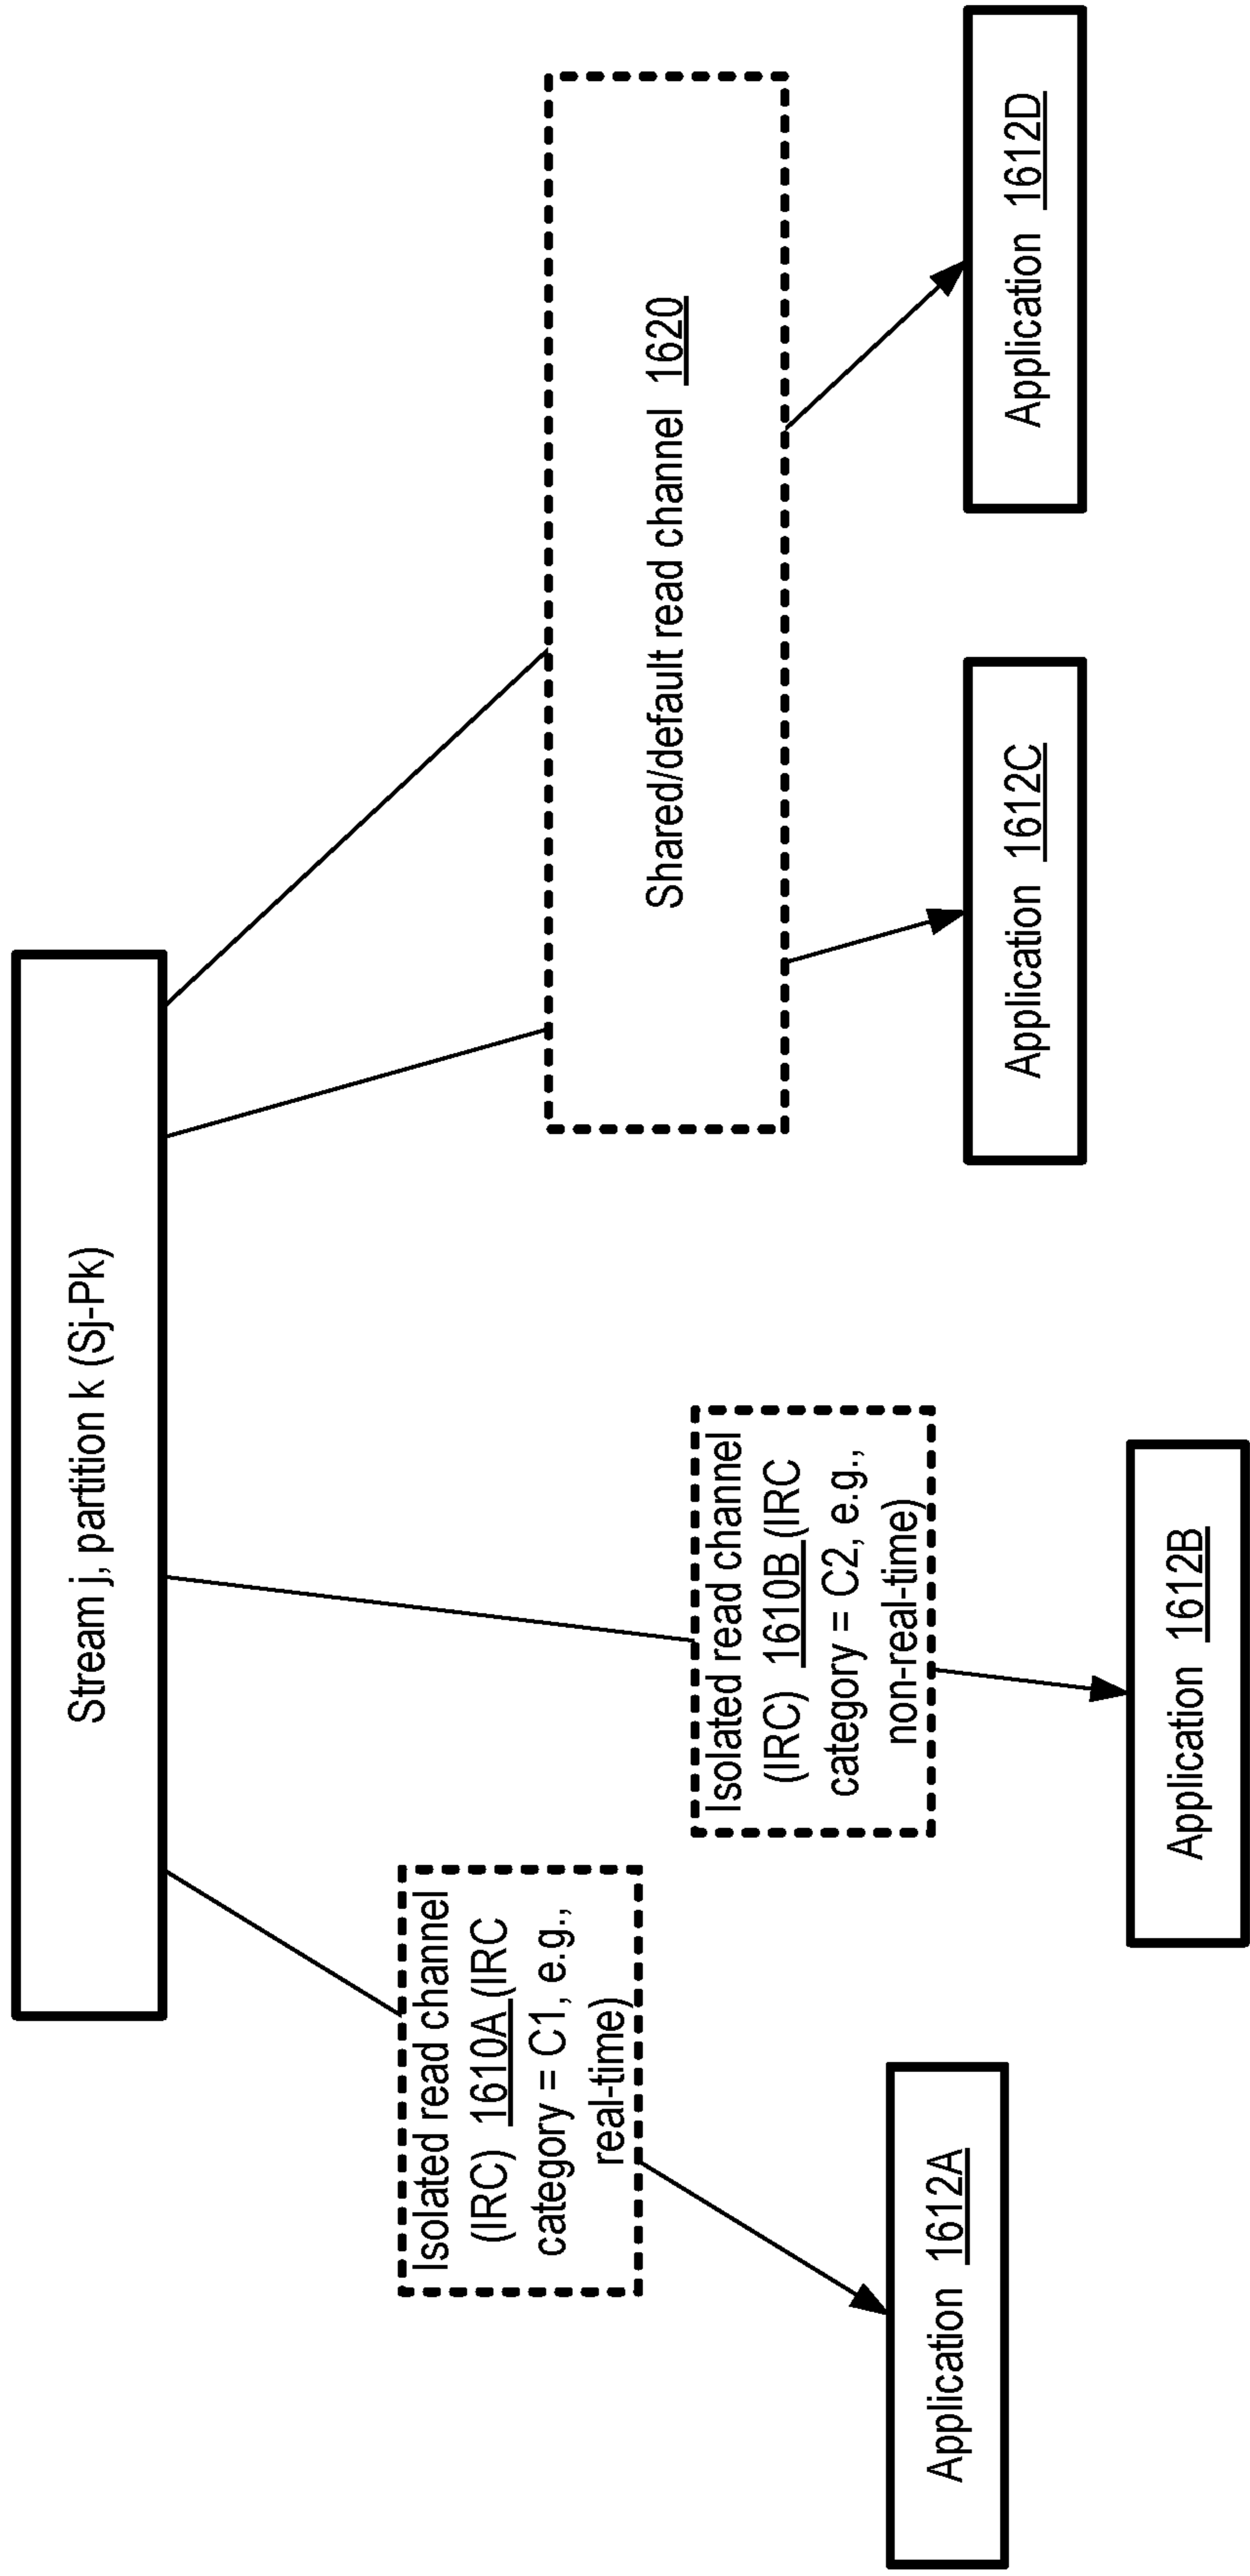 Stream j, partition k (Sj-Pk)
Isolated read channel
(IRC) 1610A (IRC
category = C1, e.g.,
real-time)
Isolated read channel
(IRC) 1610B (IRC
category = C2, e.g.,
non-real-time)
Shared/default read channel 1620
Application 1612A
Application 1612B
Application 1612C
Application 1612D